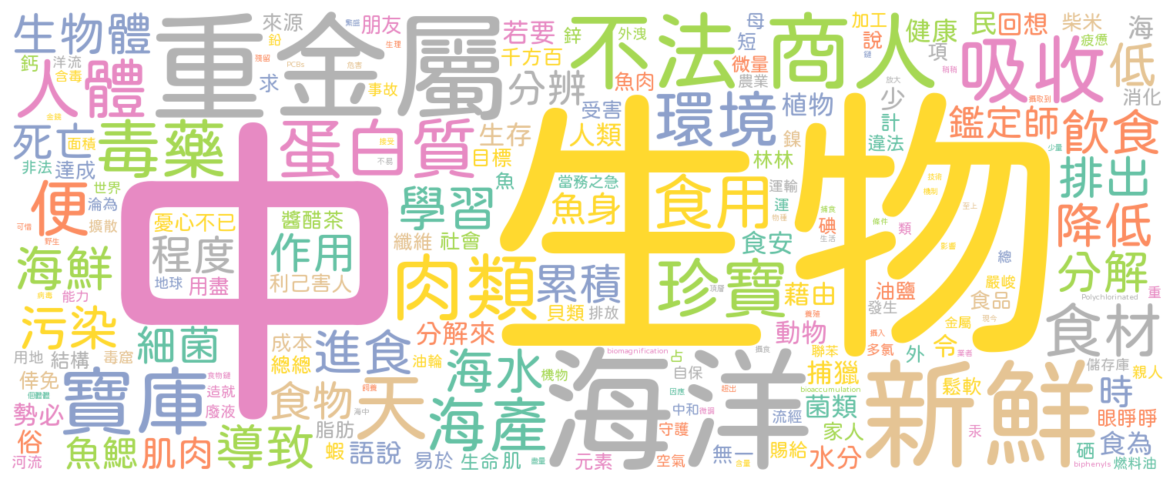 生物體
重金屬
不法商人
吸收
低
人體
來源
朋友
若要
千方百
分辨
健康
民
回想
柴米
海
疲憊
消化
鈣
洋流
含毒
鉛
求
事故
魚肉
鋅
外洩
母
短
微量
農業
加工
說
項
少
計
違法
鑑定師
飲食
死亡
面積
毒藥
蛋白質
生存
目標
受害
人類
環境
植物
鎳
林林
排出
非法
達成
世界
淪為
擴散
便
憂心不已
醬醋茶
程度
作用
地球
用盡
利己害人
中
生物
學習
纖維
社會
魚
當務之急
魚身
食用
運輸
運
食安
碘
類
總
降低
分解
嚴峻
食品
油鹽
Polychlorinated
重
海鮮
能力
野生
污染
肉類
累積
貝類
排放
珍寶
藉由
發生
動物
金屬
令
外
多氯
聯苯
食材
細菌
成本
總總
進食
分解來
油輪
用地
結構
毒窟
倖免
造就
寶庫
食物
天
海水
海產
機物
biomagnification
占
自保
海洋
攝食
捕獵
bioaccumulation
新鮮
鬆軟
時
儲存庫
親人
勢必
廢液
俗
河流
魚鰓
肌肉
導致
脂肪
蝦
語說
易於
生命
肌
元素
中和
守護
空氣
流經
無一
賜給
菌類
家人
水分
汞
硒
眼睜睜
食為
biphenyls
燃料油
PCBs